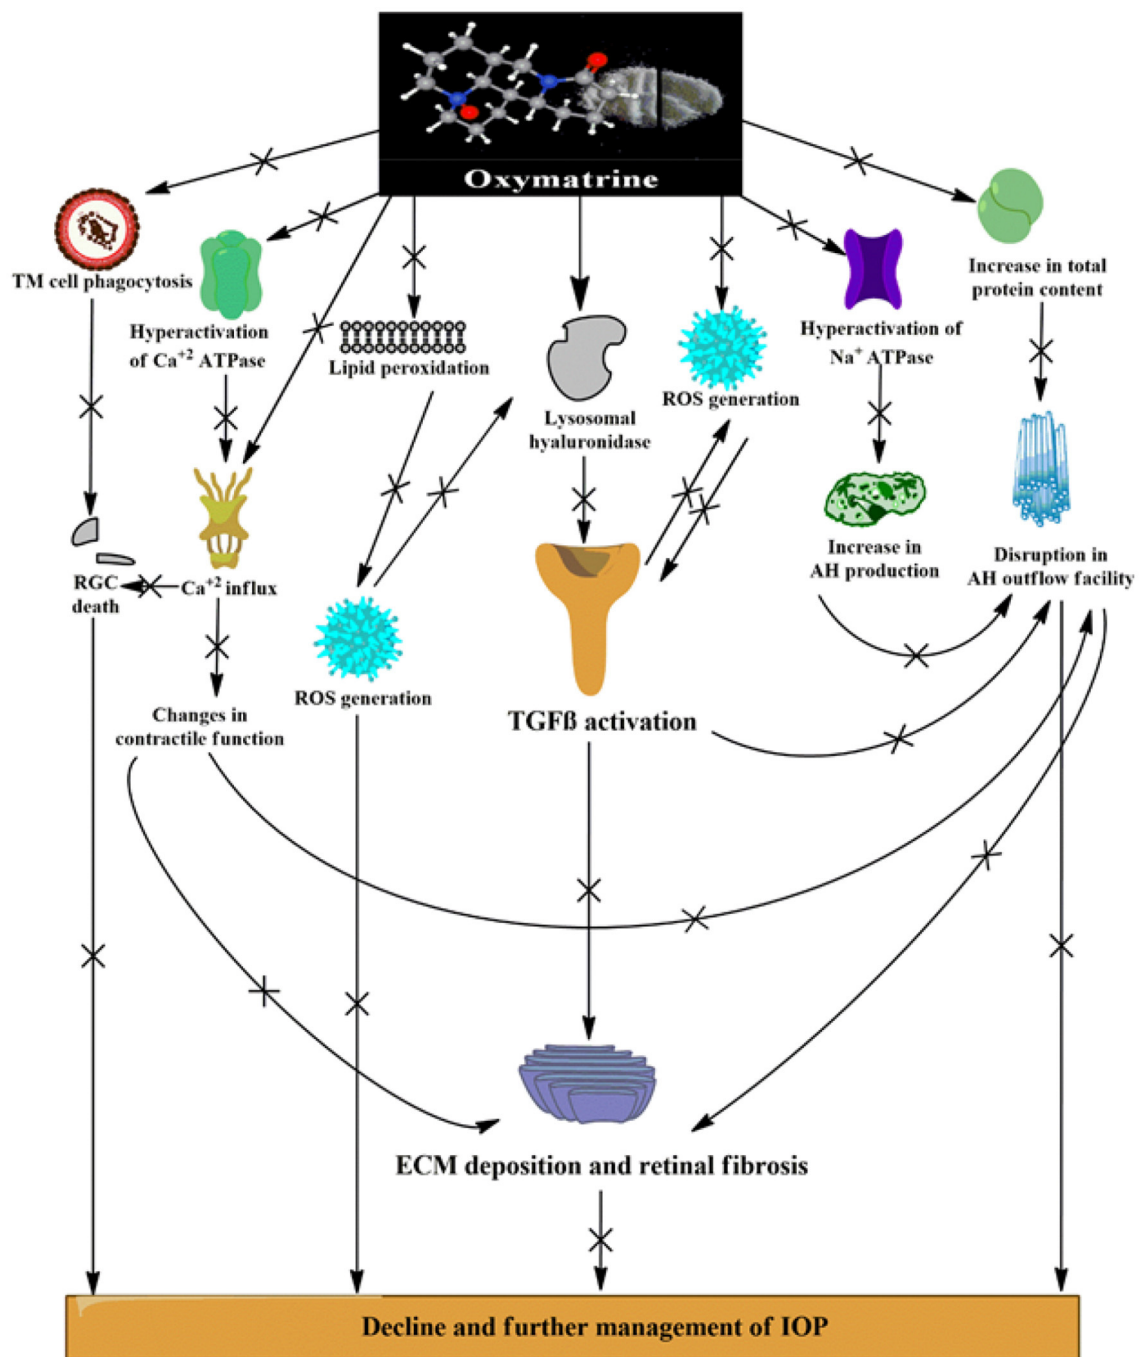 Oxymatrine
TM cell phagocytosis
Hyperactivation
of Ca+2 ATPase
Lipid peroxidation
Lysosomal
hyaluronidase
ROS generation
Hyperactivation of
Na+ ATPase
Increase in total
protein content
RGC
death
Ca+2 influx
Changes in
contractile function
ROS generation
TGFß activation
Increase in
AH production
Disruption in
AH outflow facility
ECM deposition and retinal fibrosis
Decline and further management of IOP